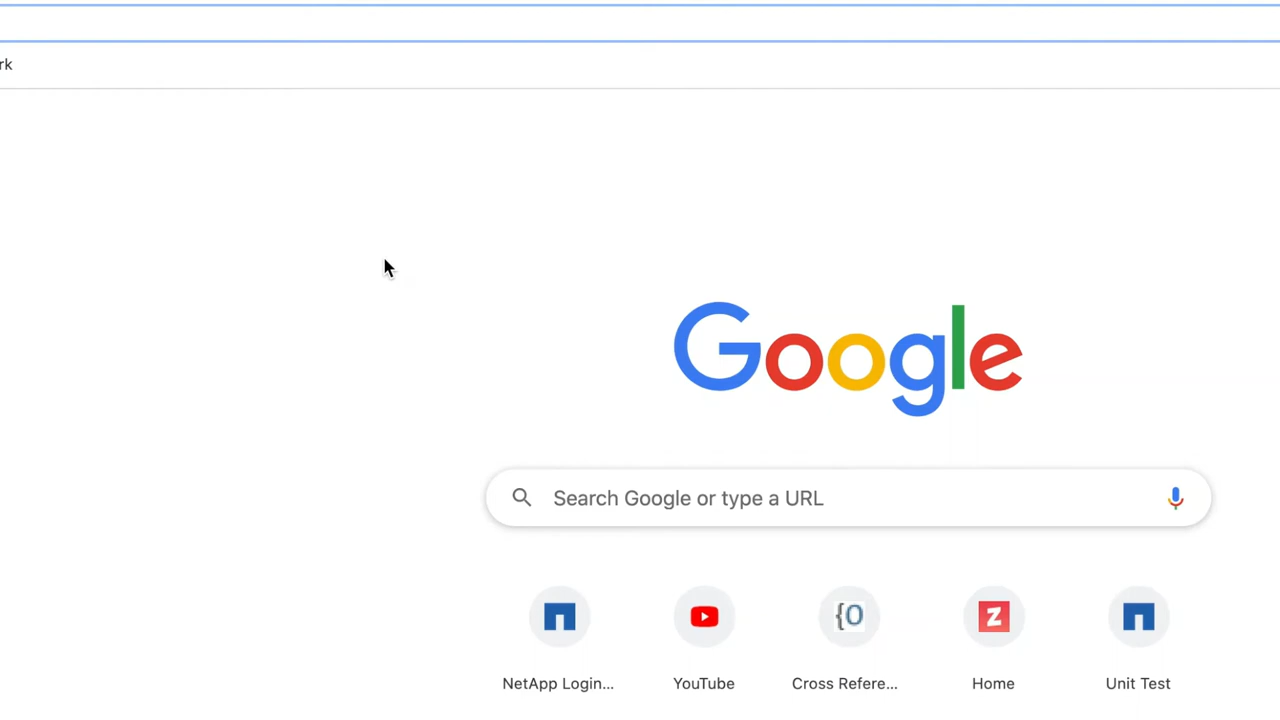 rk
Google
Search Google or type a URL
{O
Z
NetApp Login...
YouTube
Cross Refere...
Home
Unit Test